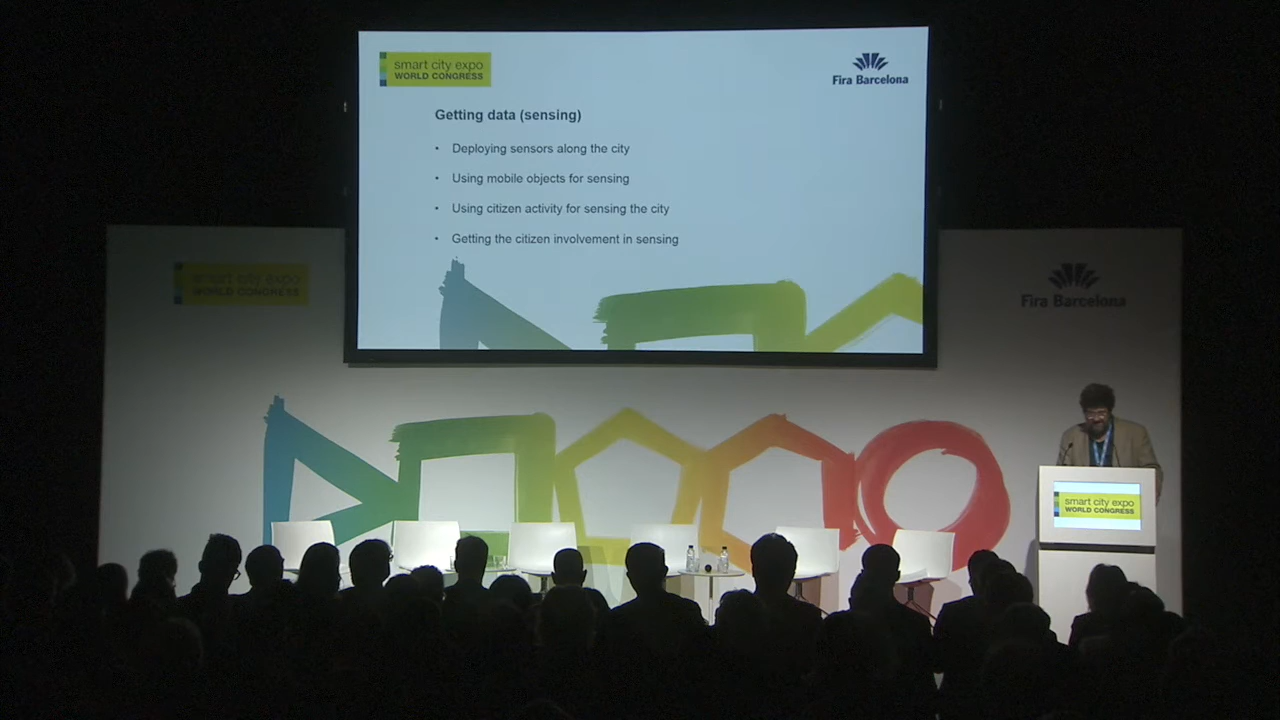 smart city expo
WORLD CONGRESS
Fira Barcelona
Getting data (sensing)
• Deploying sensors along the city
• Using mobile objects for sensing
• Using citizen activity for sensing the city
• Getting the citizen involvement in sensing
smart city expo
WORLD CONGRESS
Fira Barcelona
smart city expo
WORLD CONGRESS